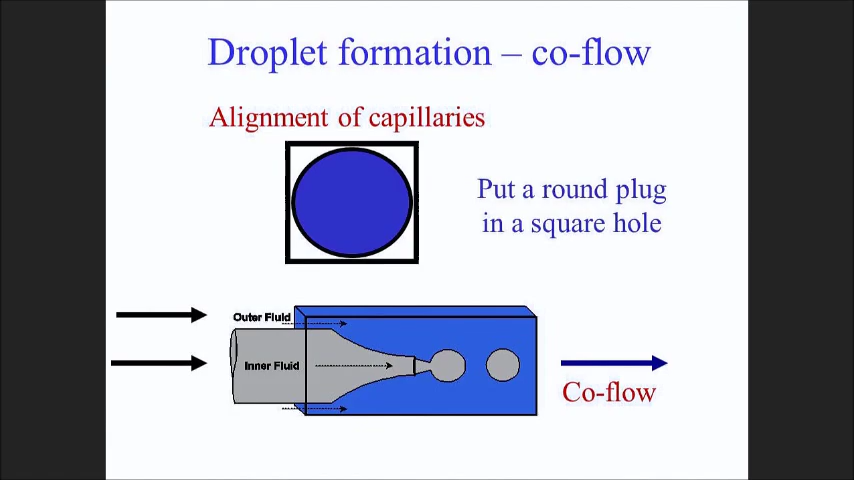 Droplet formation – co-flow
Alignment of capillaries
Put a round plug
in a square hole
Outer Fluid
Inner Fluid
Co-flow